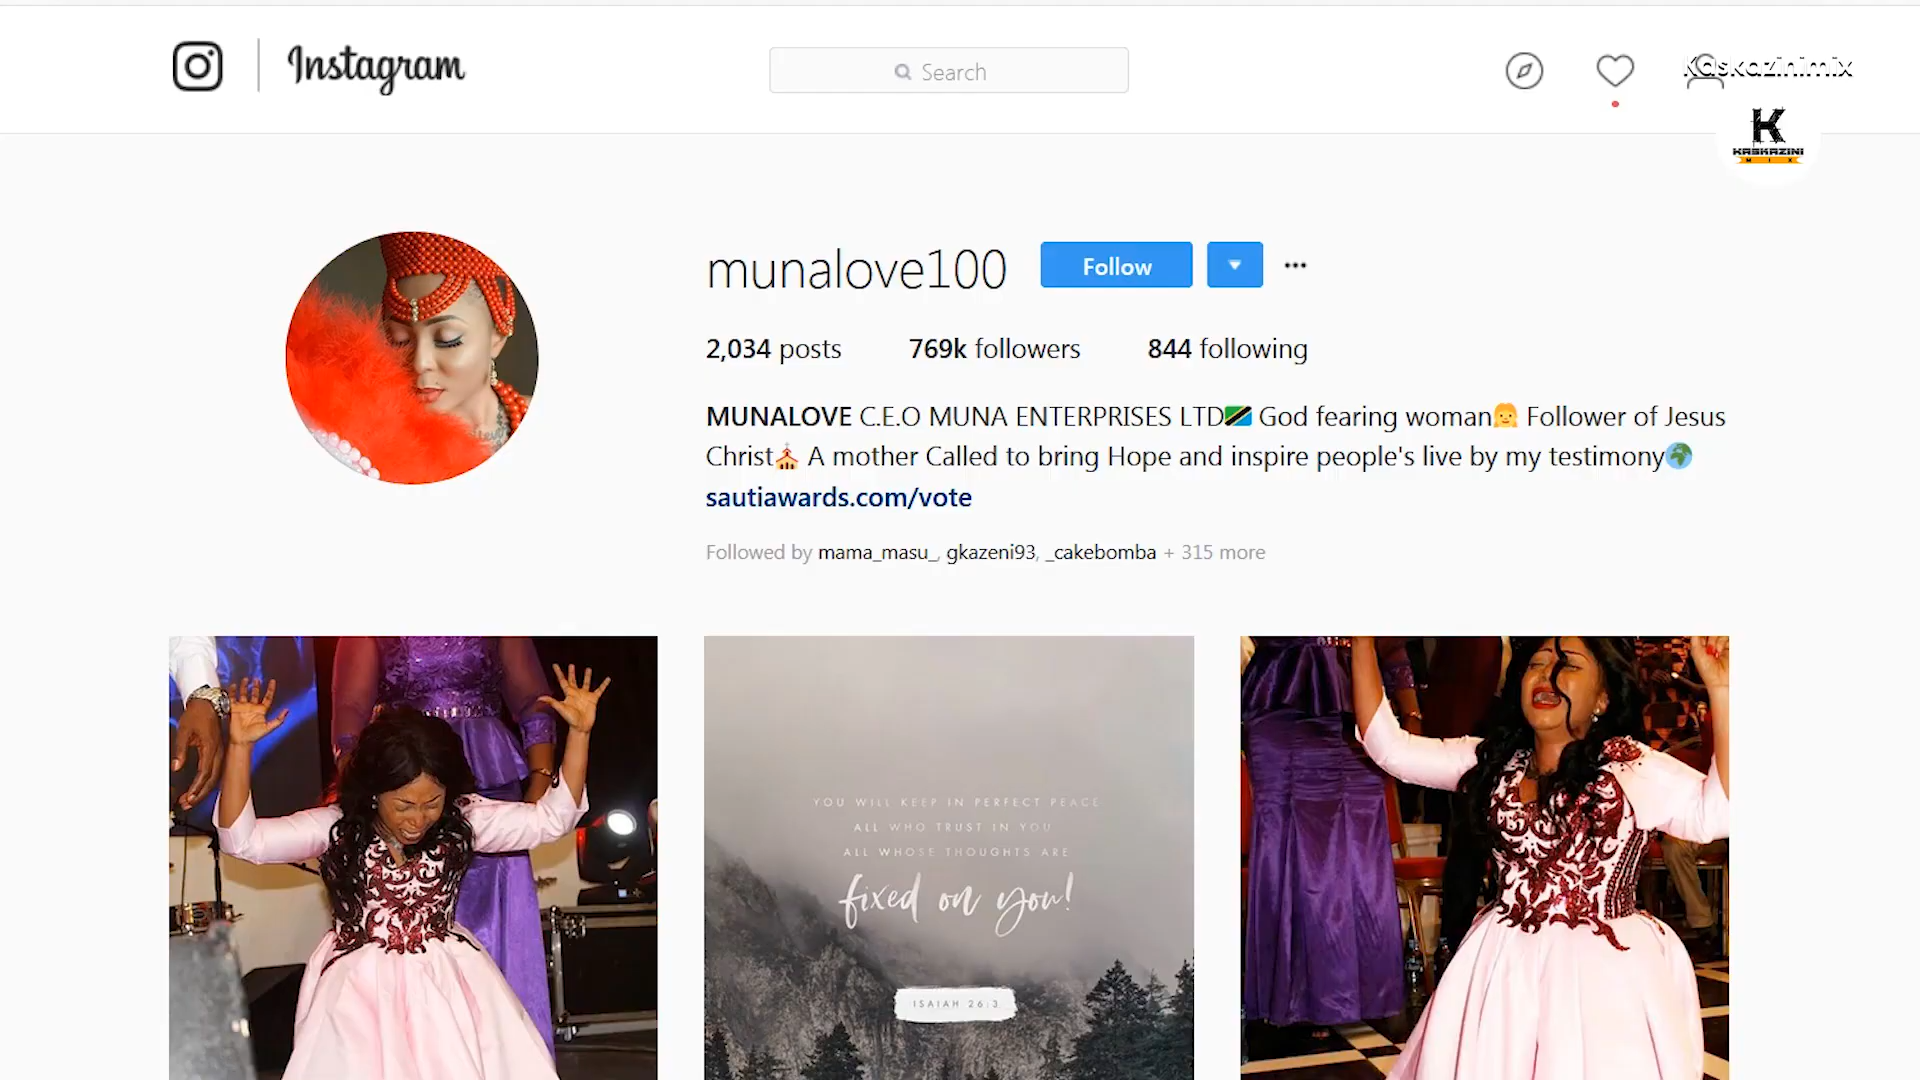 Instagram
Search
Kaskazinimix
K
KASKAZINI
MIX
munalove100
Follow
2,034 posts 769k followers 844 following
MUNALOVE C.E.O MUNA ENTERPRISES LTD🇹🇿 God fearing woman👧 Follower of Jesus
Christ⛪ A mother Called to bring Hope and inspire people's live by my testimony🌍
sautiawards.com/vote
Followed by mama_masu_, gkazeni93, _cakebomba + 315 more
YOU WILL KEEP IN PERFECT PEACE
ALL WHO TRUST IN YOU
ALL WHOSE THOUGHTS ARE
fixed on you!
ISAIAH 26:3